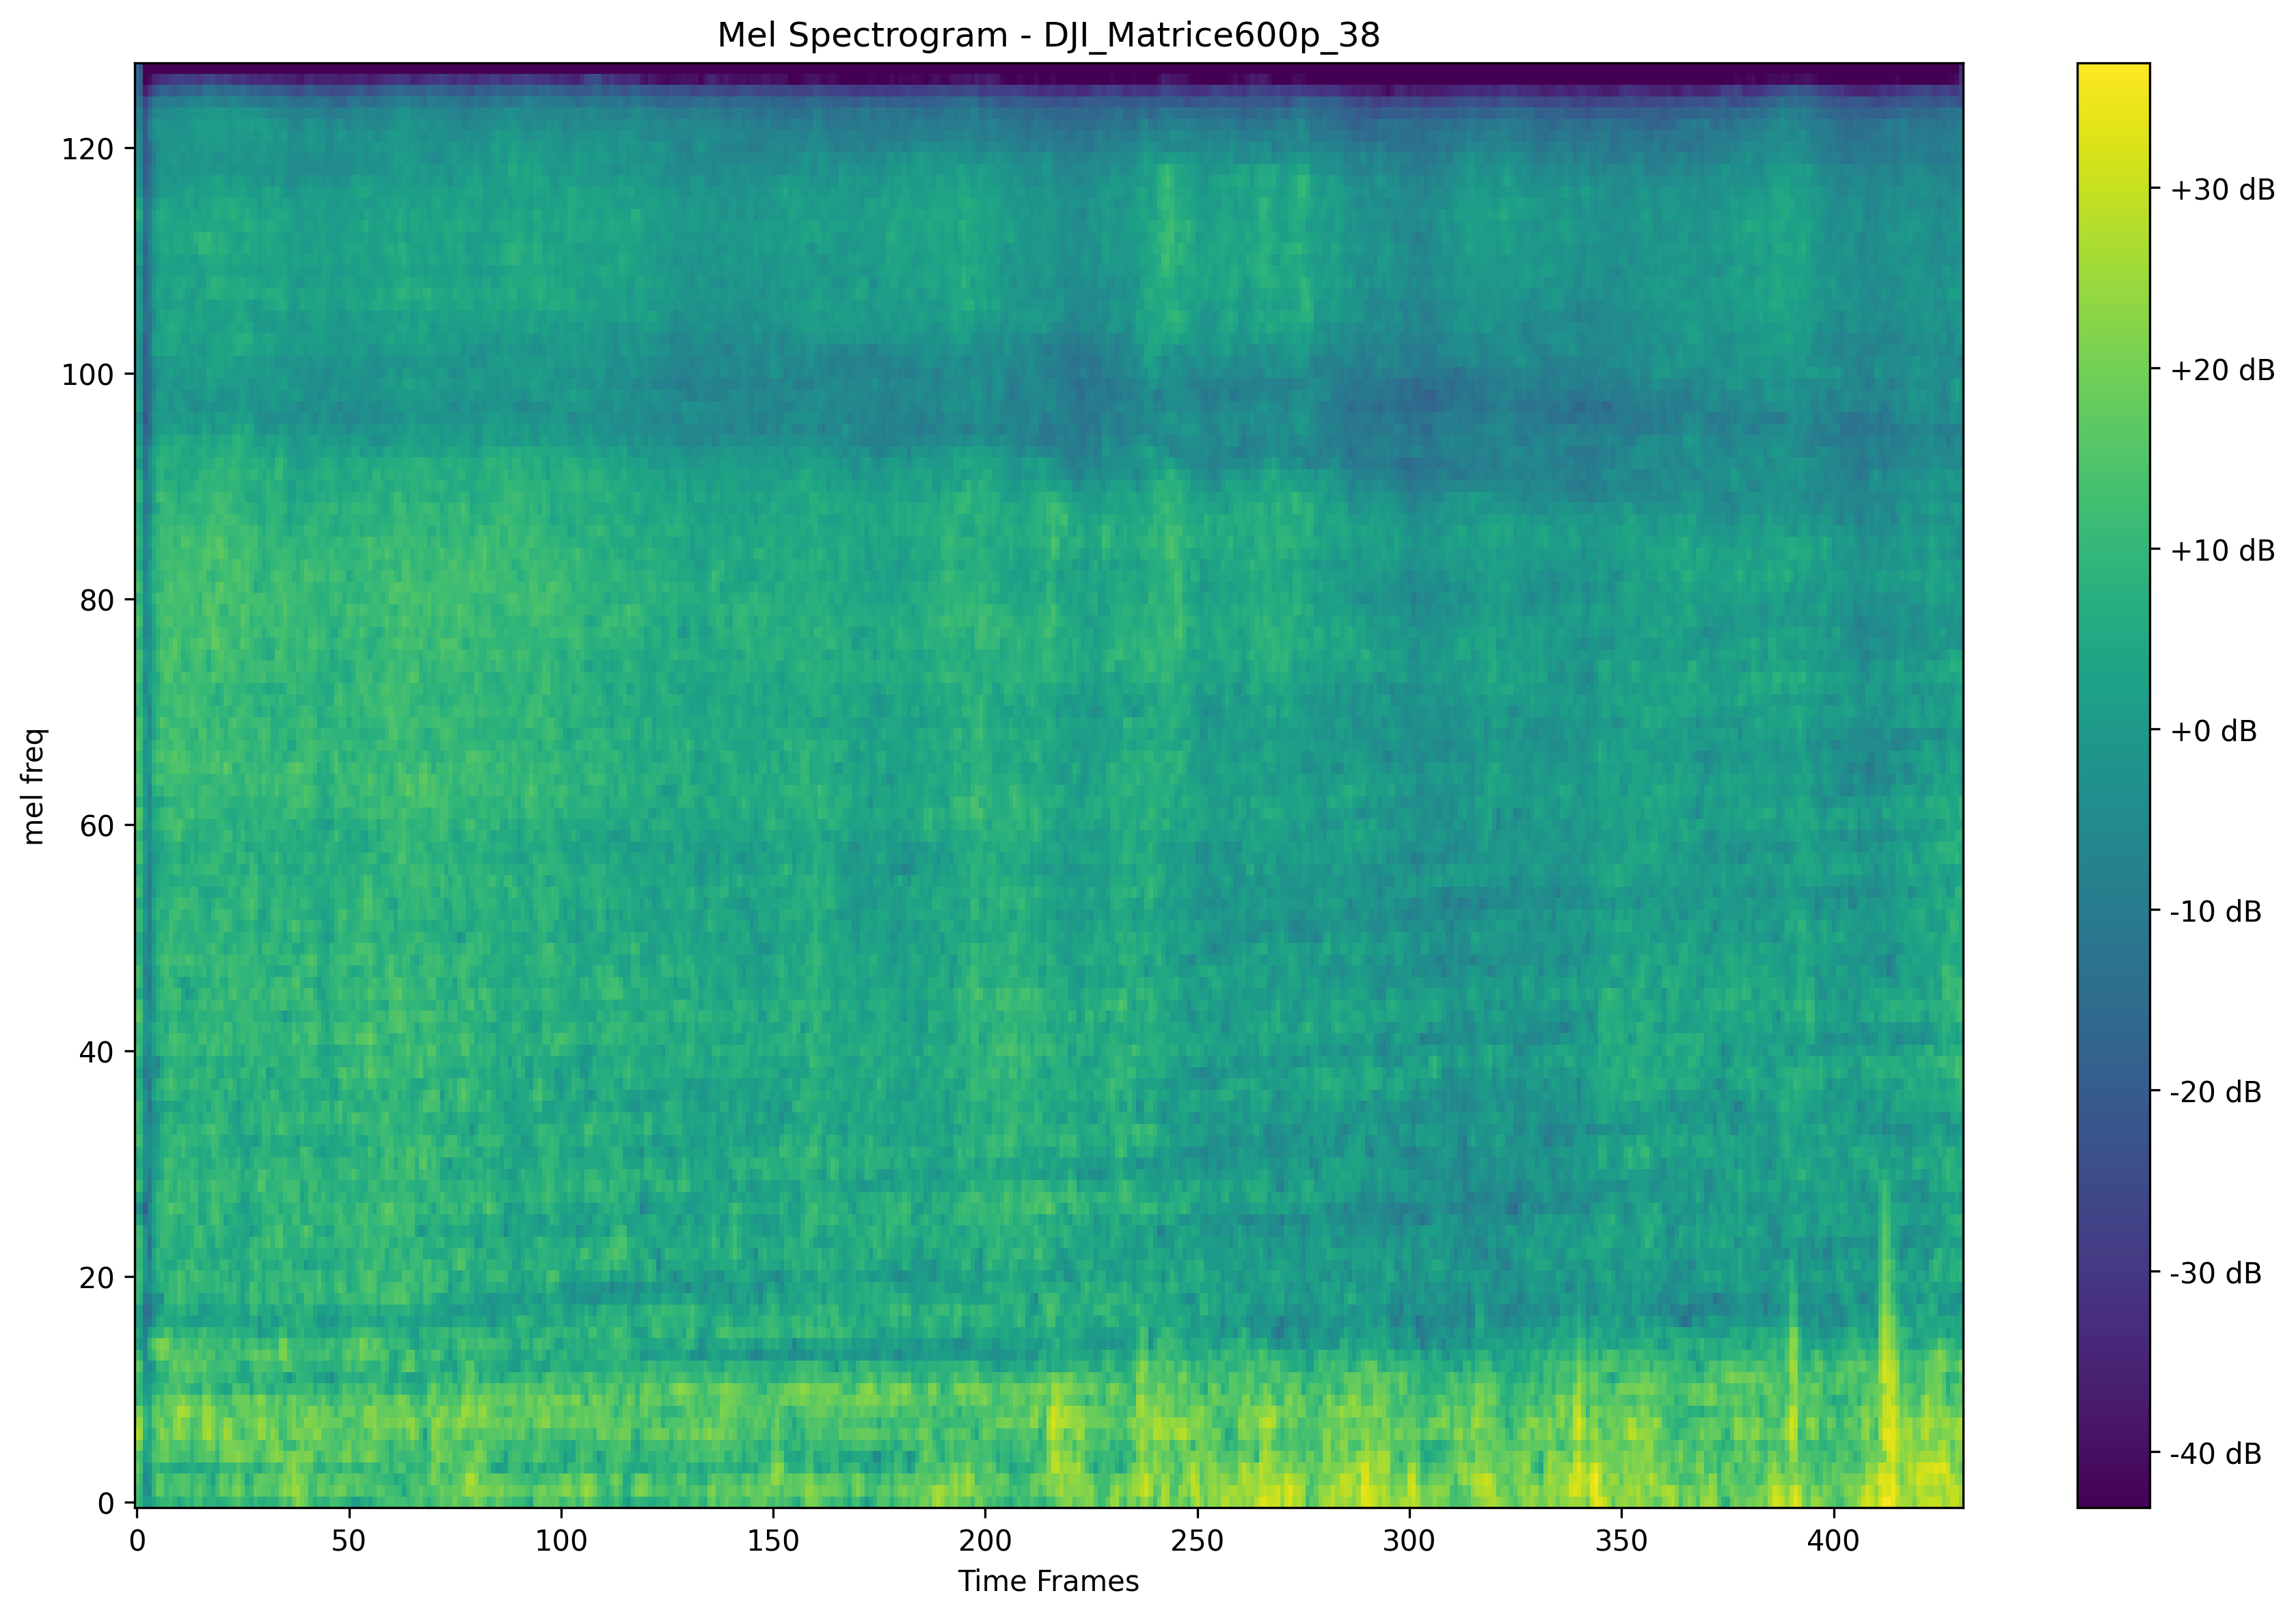 Mel Spectrogram - DJI_Matrice600p_38
mel freq
120
100
80
60
40
20
0
0 50 100 150 200 250 300 350 400
Time Frames
+30 dB
+20 dB
+10 dB
+0 dB
-10 dB
-20 dB
-30 dB
-40 dB